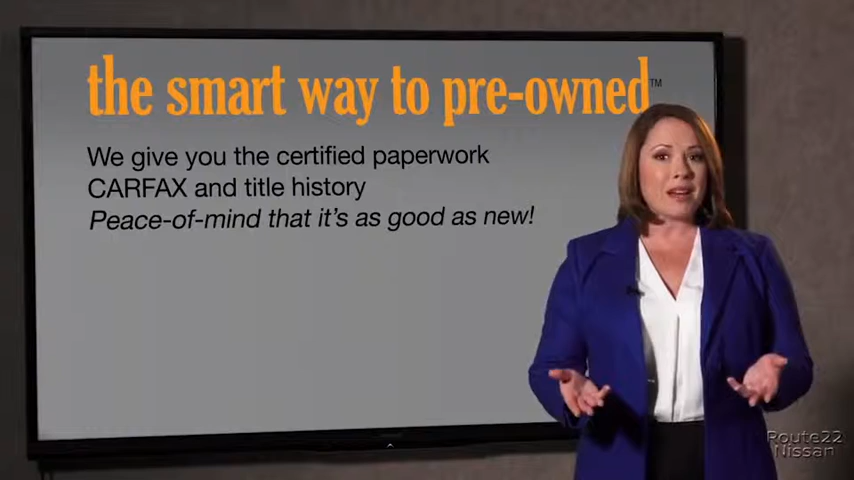 the smart way to pre-owned™
We give you the certified paperwork
CARFAX and title history
Peace-of-mind that it's as good as new!
Route22
Nissan